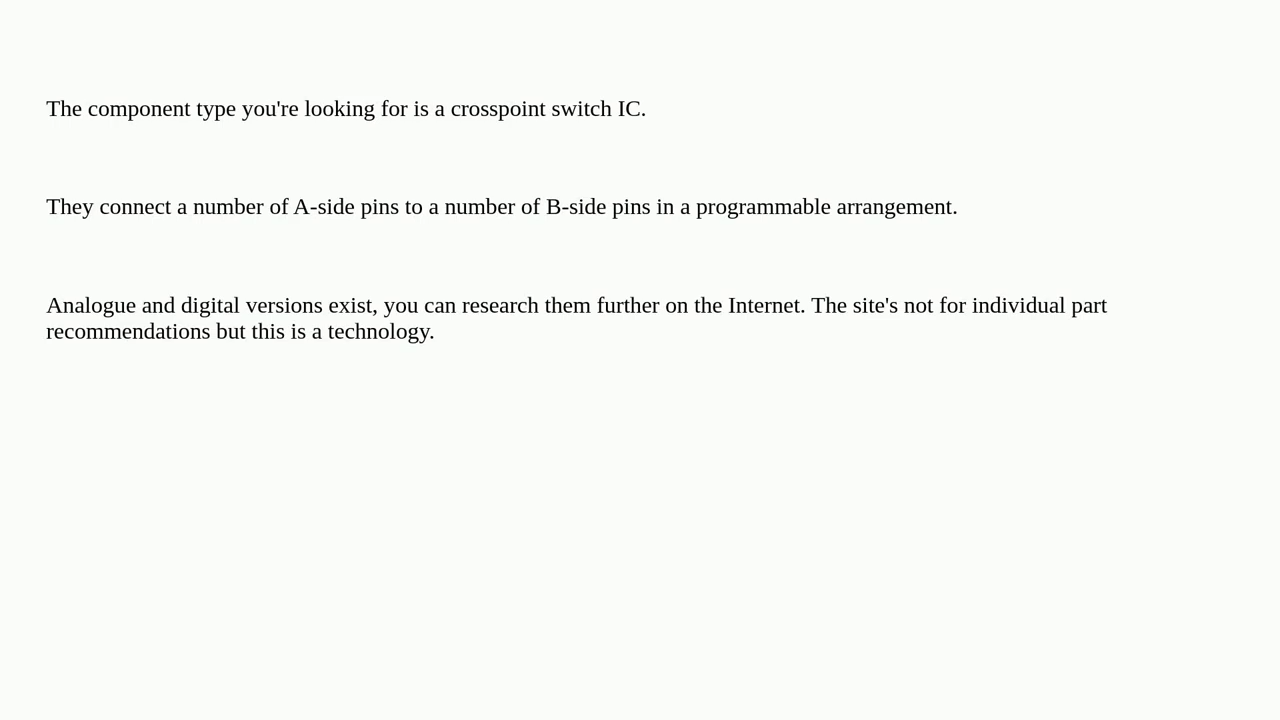 The component type you're looking for is a crosspoint switch IC.
They connect a number of A-side pins to a number of B-side pins in a programmable arrangement.
Analogue and digital versions exist, you can research them further on the Internet. The site's not for individual part
recommendations but this is a technology.